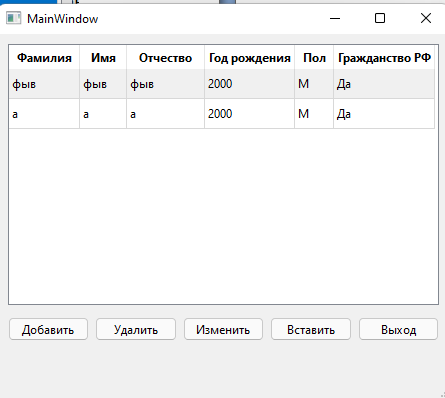 MainWindow
Фамилия Имя Отчество Год рождения Пол Гражданство РФ
фыв фыв фыв 2000 М Да
а а а 2000 М Да
Добавить Удалить Изменить Вставить Выход